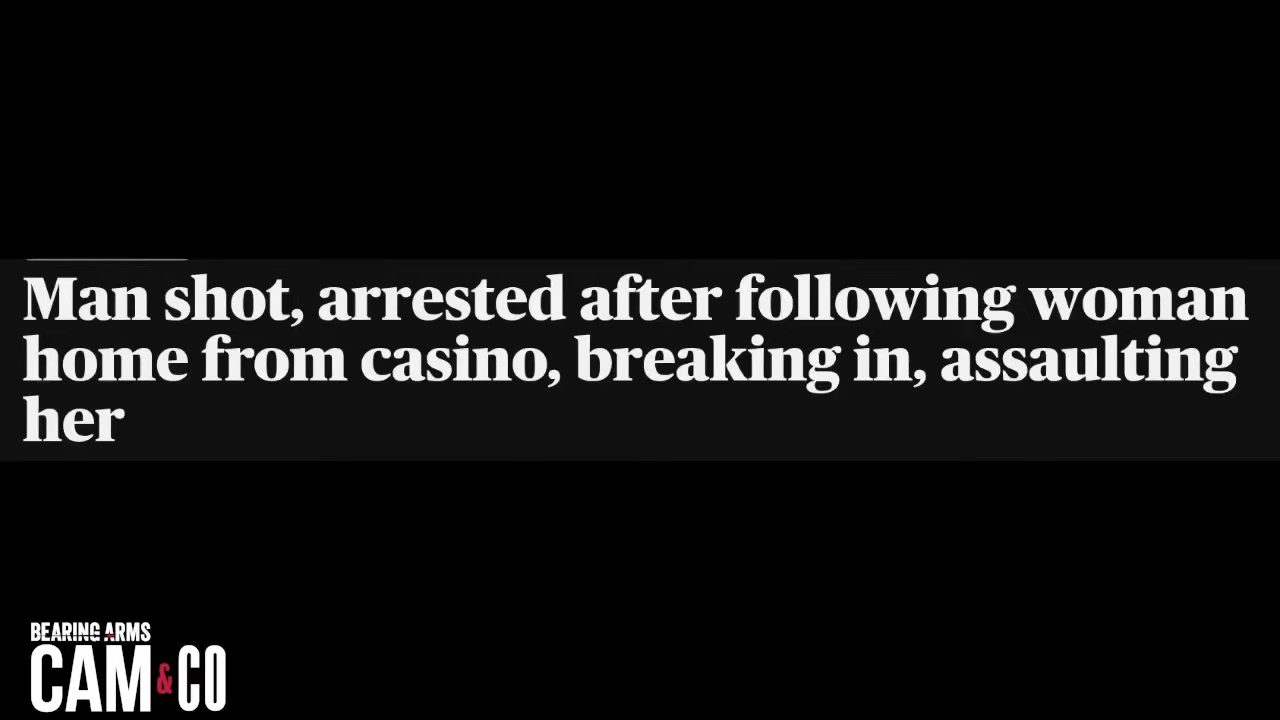 Man shot, arrested after following woman
home from casino, breaking in, assaulting
her
BEARING ARMS
CAM & CO